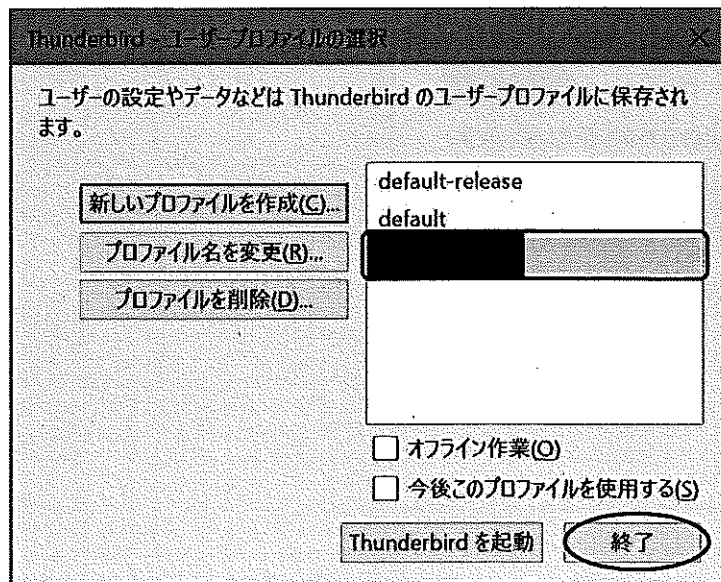 Thunderbird - ユーザープロファイルの選択
ユーザーの設定やデータなどは Thunderbird のユーザープロファイルに保存され
ます。
新しいプロファイルを作成(C)...
プロファイル名を変更(R)...
プロファイルを削除(D)...
default-release
default
オフライン作業(O)
今後このプロファイルを使用する(S)
Thunderbird を起動
終了